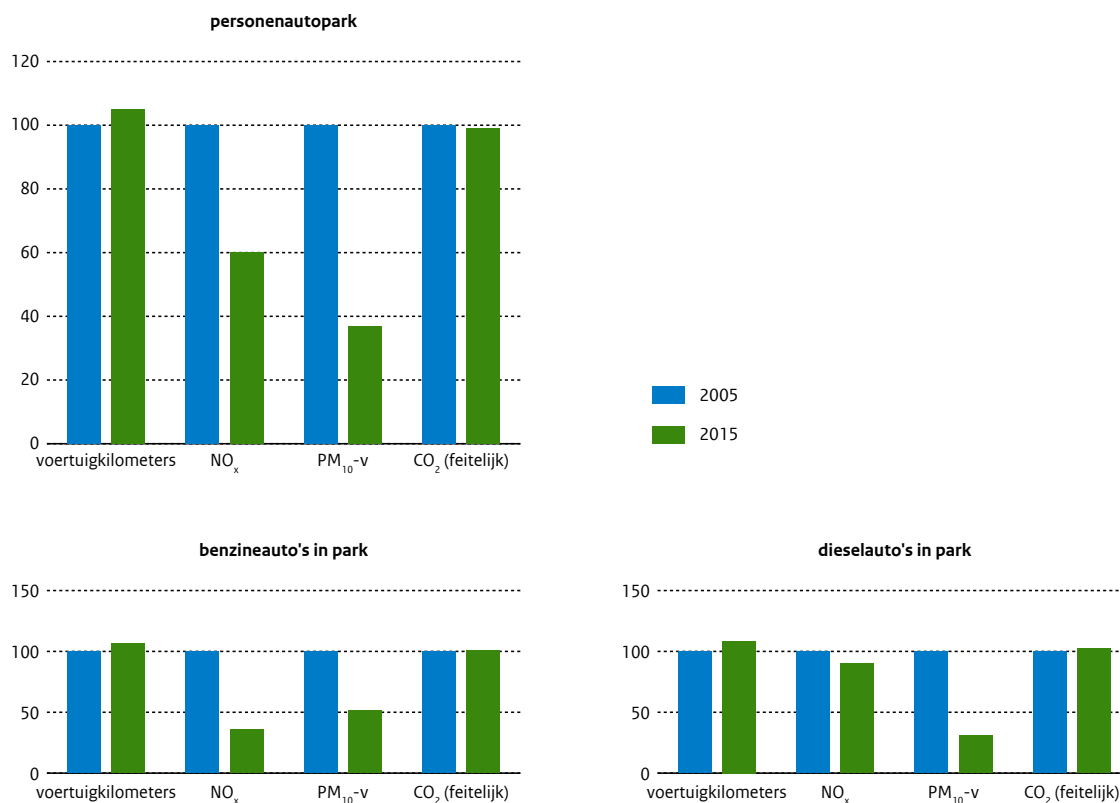 personenautopark
120
100
80
60
40
20
0
voertuigkilometers NOx PM10-v CO2 (feitelijk)
2005
2015
benzineauto's in park
150
100
50
0
voertuigkilometers NOx PM10-v CO2 (feitelijk)
dieselauto's in park
150
100
50
0
voertuigkilometers NOx PM10-v CO2 (feitelijk)